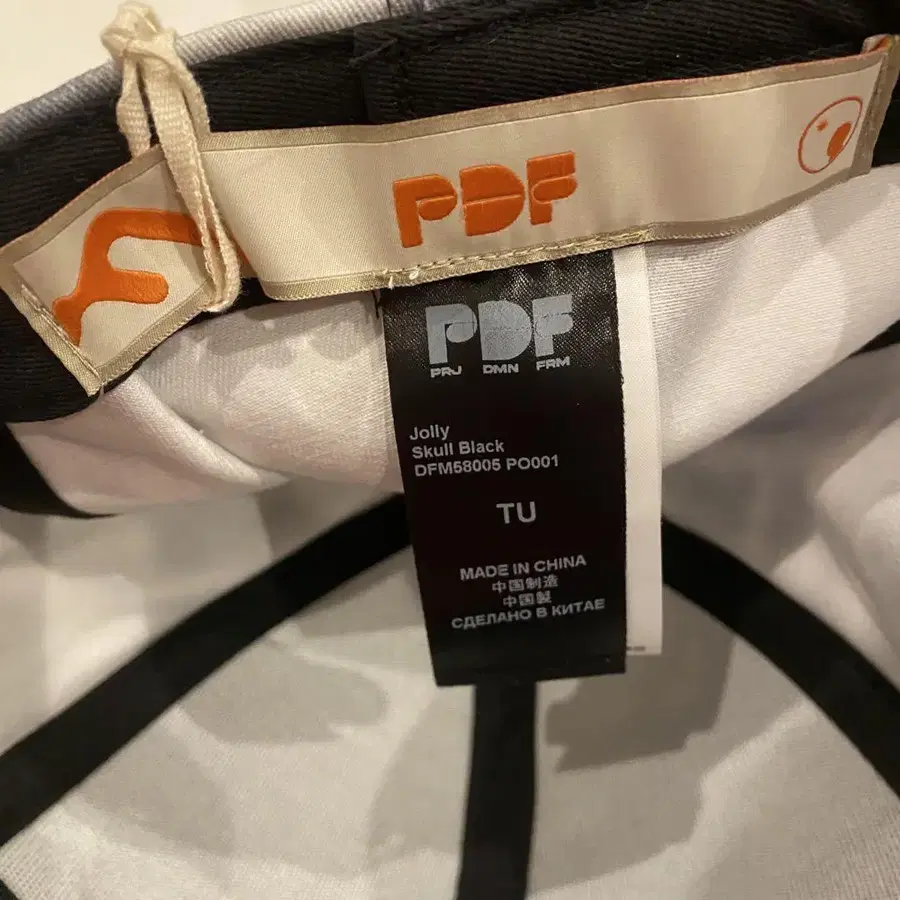 PDF
PDF
PRJ DMN FRM
Jolly
Skull Black
DFM58005 PO001
TU
MADE IN CHINA
中国制造
中国製
СДЕЛАНО В КИТАЕ